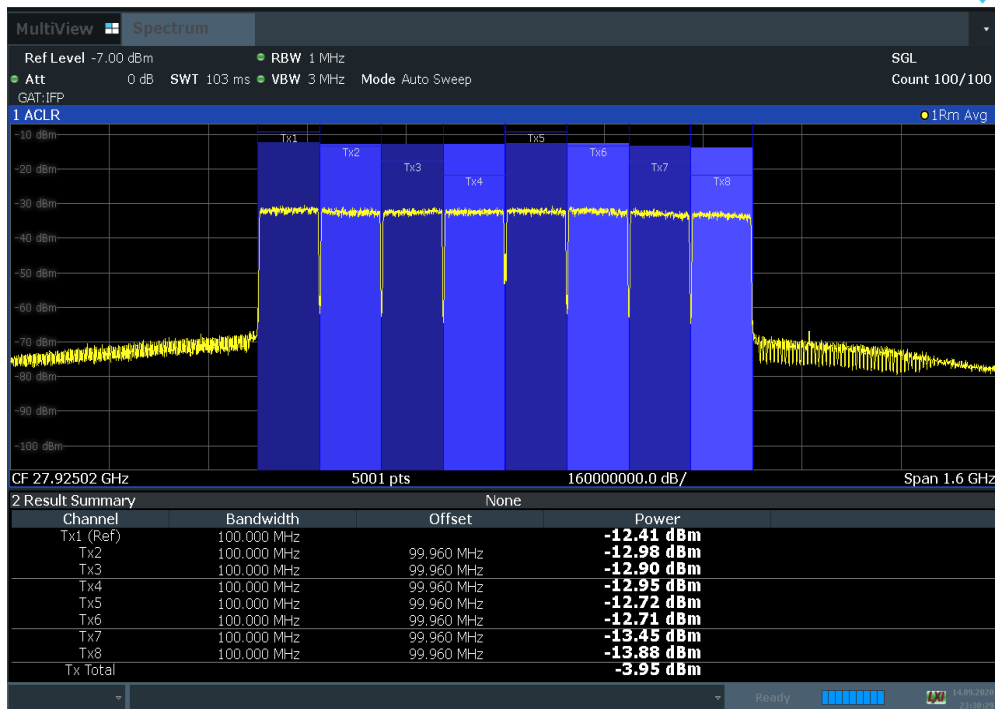 MultiView Spectrum
Ref Level -7.00 dBm RBW 1 MHz SGL
Att 0 dB SWT 103 ms VBW 3 MHz Mode Auto Sweep Count 100/100
GAT:IFP
1 ACLR 1Rm Avg
-10 dBm
Tx1 Tx5
Tx2 Tx6
-20 dBm Tx3 Tx7
Tx4 Tx8
-30 dBm
-40 dBm
-50 dBm
-60 dBm
-70 dBm
-80 dBm
-90 dBm
-100 dBm
CF 27.92502 GHz 5001 pts 160000000.0 dB/ Span 1.6 GHz
2 Result Summary None
Channel Bandwidth Offset Power
Tx1 (Ref) 100.000 MHz -12.41 dBm
Tx2 100.000 MHz 99.960 MHz -12.98 dBm
Tx3 100.000 MHz 99.960 MHz -12.90 dBm
Tx4 100.000 MHz 99.960 MHz -12.95 dBm
Tx5 100.000 MHz 99.960 MHz -12.72 dBm
Tx6 100.000 MHz 99.960 MHz -12.71 dBm
Tx7 100.000 MHz 99.960 MHz -13.45 dBm
Tx8 100.000 MHz 99.960 MHz -13.88 dBm
Tx Total -3.95 dBm
Ready LXI 14.09.2020
21:10:29